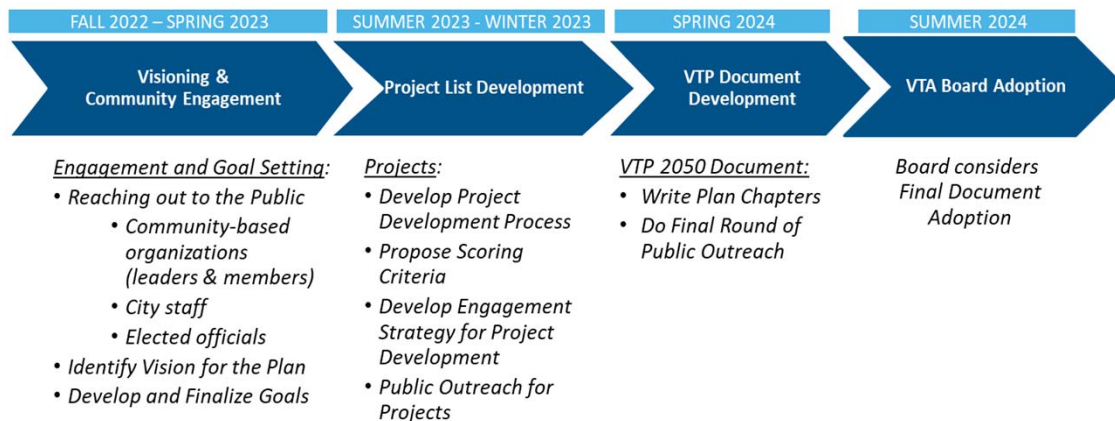 FALL 2022 – SPRING 2023
SUMMER 2023 - WINTER 2023
SPRING 2024
SUMMER 2024
Visioning &
Community Engagement
Project List Development
VTP Document
Development
VTA Board Adoption
Engagement and Goal Setting:
• Reaching out to the Public
• Community-based
organizations
(leaders & members)
• City staff
• Elected officials
• Identify Vision for the Plan
• Develop and Finalize Goals
Projects:
• Develop Project
Development Process
• Propose Scoring
Criteria
• Develop Engagement
Strategy for Project
Development
• Public Outreach for
Projects
VTP 2050 Document:
• Write Plan Chapters
• Do Final Round of
Public Outreach
Board considers
Final Document
Adoption